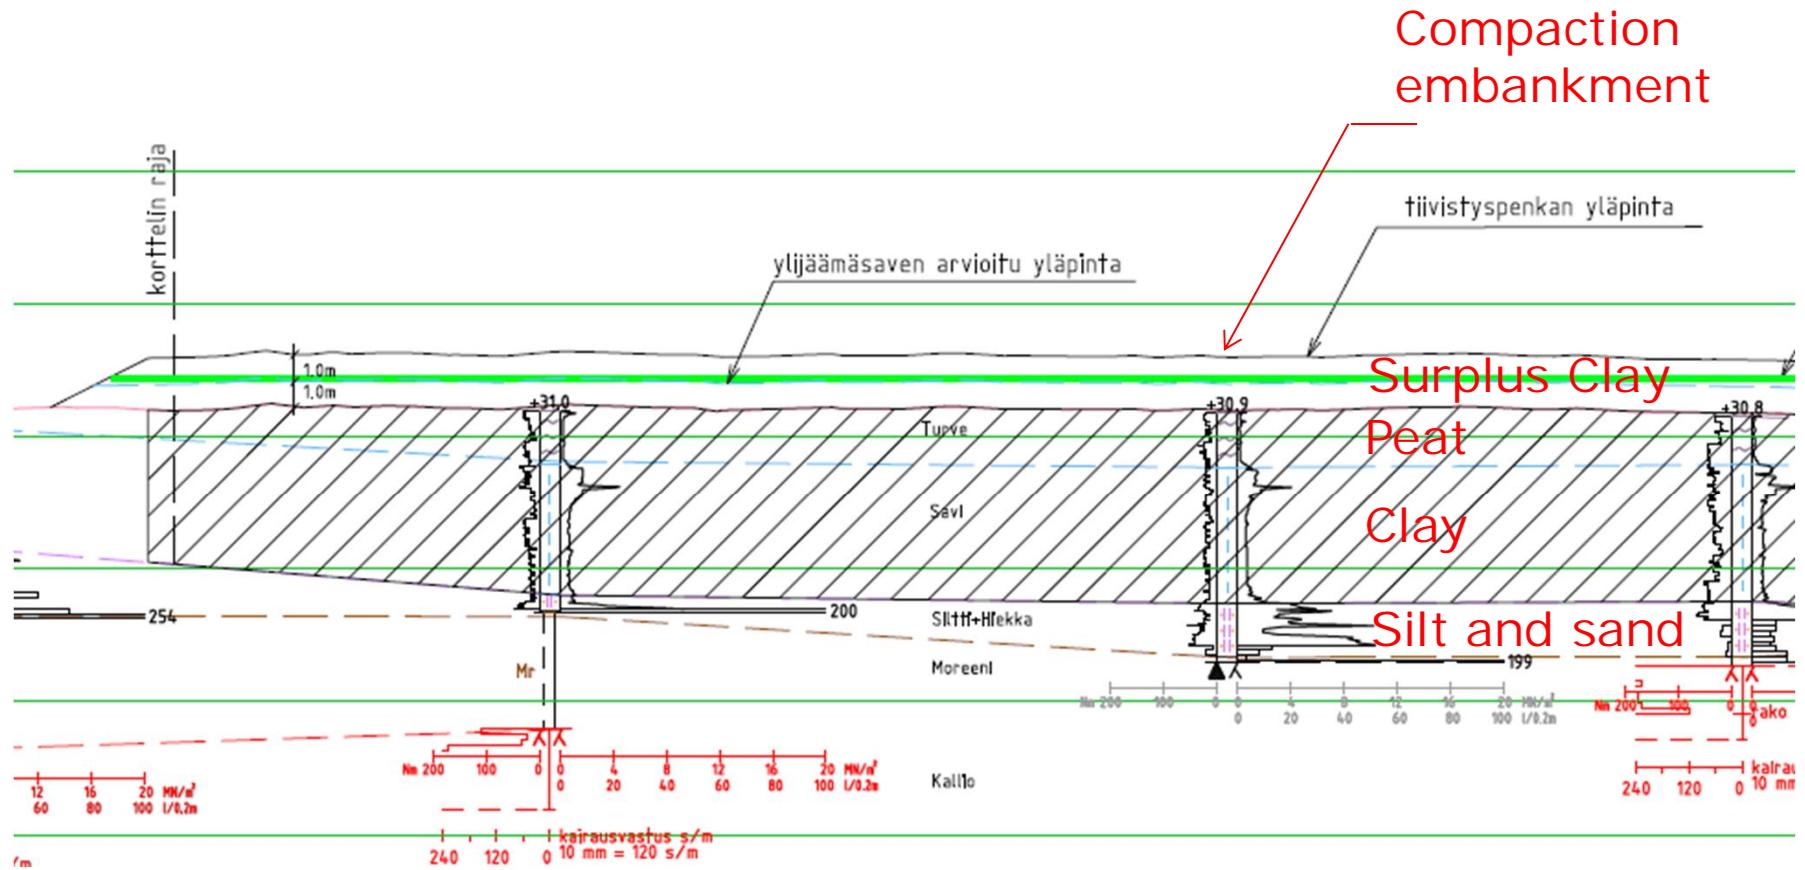 Compaction
embankment
korttelin raja
tiivistyspenkan yläpinta
ylijäämäsaven arvioitu yläpinta
1.0m
1.0m
Surplus Clay
+31.0
+30.9
+30.8
Turve
Peat
Savi
Clay
254
200
Siltti+Hiekka
Silt and sand
Mr
Moreeni
199
Nm 200 100 0 4 8 12 16 20 MN/m²
0 20 40 60 80 100 l/0.2m
Nm 200 100 0
ako
Nm 200 100 0 0 4 8 12 16 20 MN/m²
0 20 40 60 80 100 l/0.2m
Kallio
12 16 20 MN/m²
60 80 100 l/0.2m
kairau
240 120 0 10 mm
kairausvastus s/m
240 120 0 10 mm = 120 s/m
/m